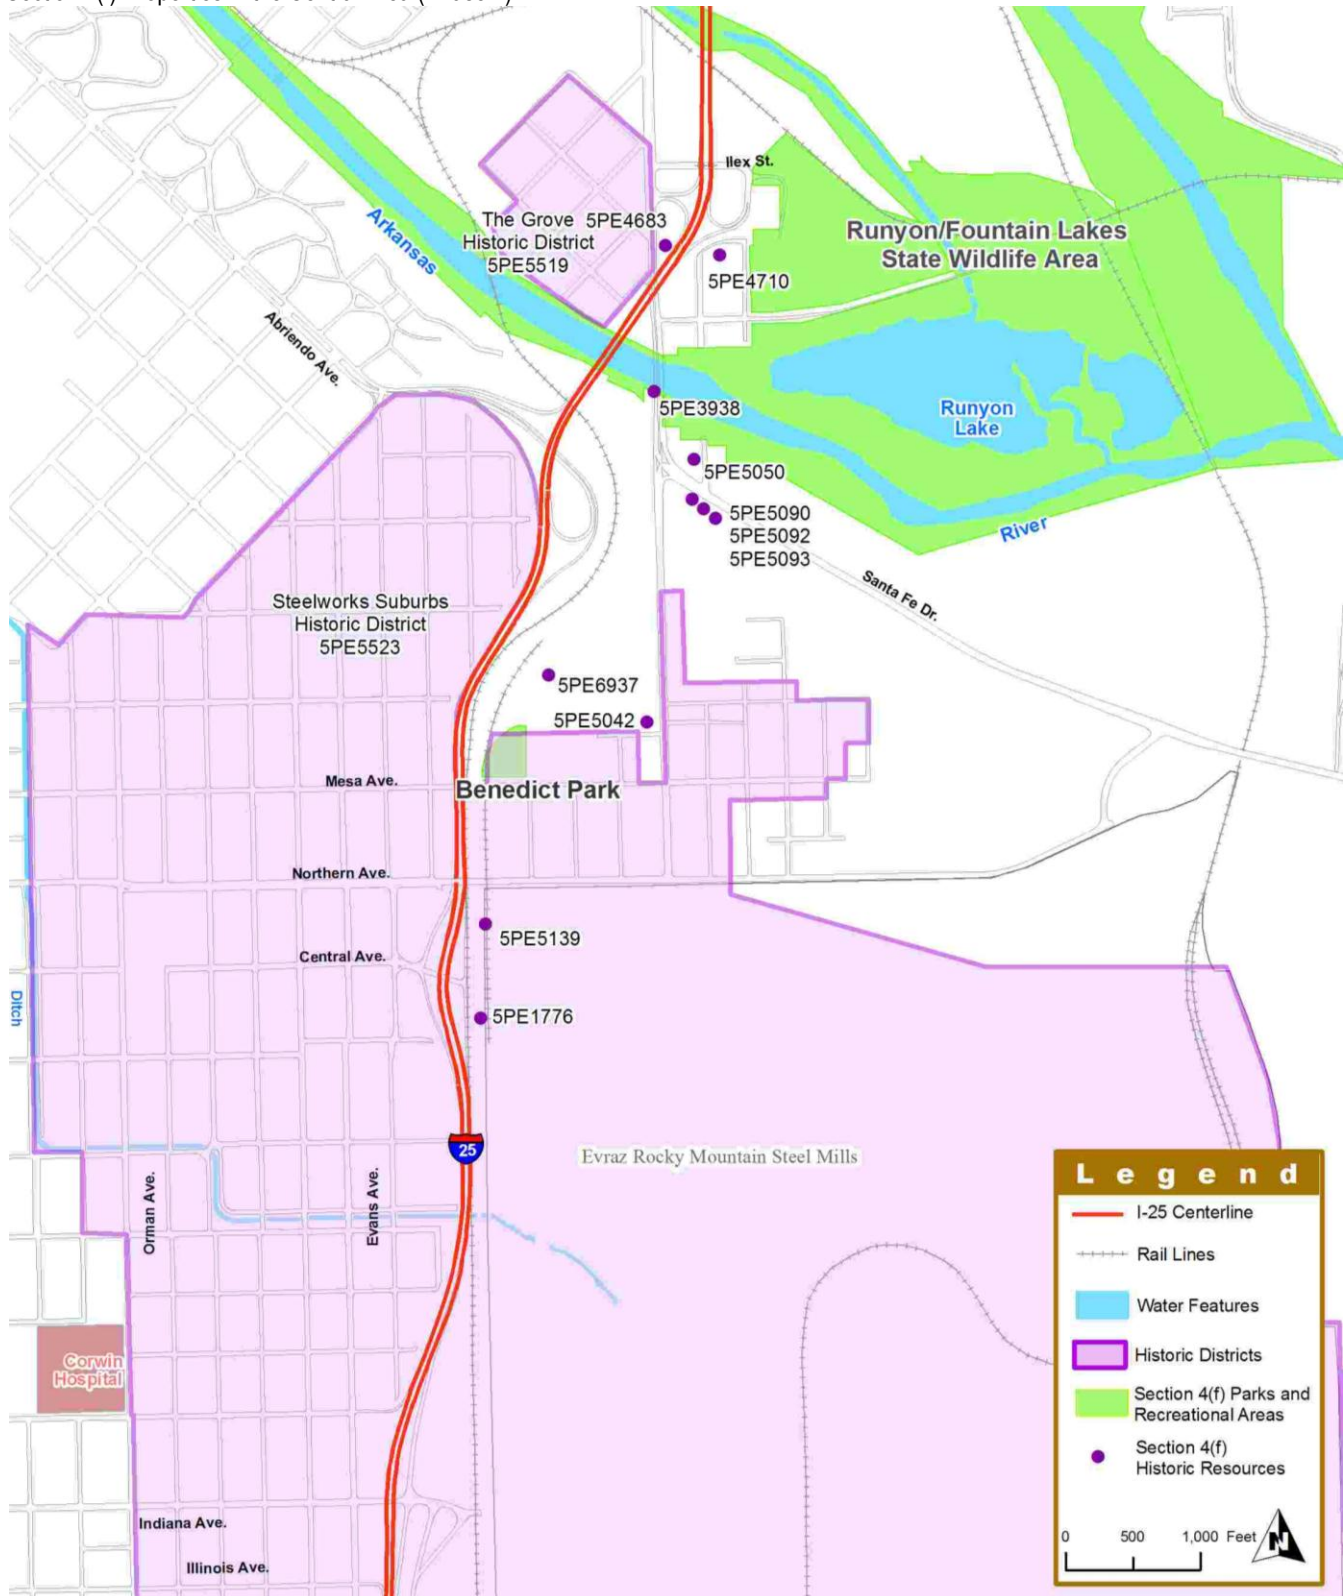 Ilex St.
The Grove
Historic District
5PE5519
5PE4683
5PE4710
Runyon/Fountain Lakes
State Wildlife Area
Arkansas
Abriendo Ave.
5PE3938
Runyon
Lake
5PE5050
5PE5090
5PE5092
5PE5093
River
Santa Fe Dr.
Steelworks Suburbs
Historic District
5PE5523
5PE6937
5PE5042
Mesa Ave.
Benedict Park
Northern Ave.
5PE5139
Central Ave.
Ditch
5PE1776
25
Evraz Rocky Mountain Steel Mills
Orman Ave.
Evans Ave.
Corwin
Hospital
Indiana Ave.
Illinois Ave.
Legend
I-25 Centerline
Rail Lines
Water Features
Historic Districts
Section 4(f) Parks and
Recreational Areas
Section 4(f)
Historic Resources
0 500 1,000 Feet
N